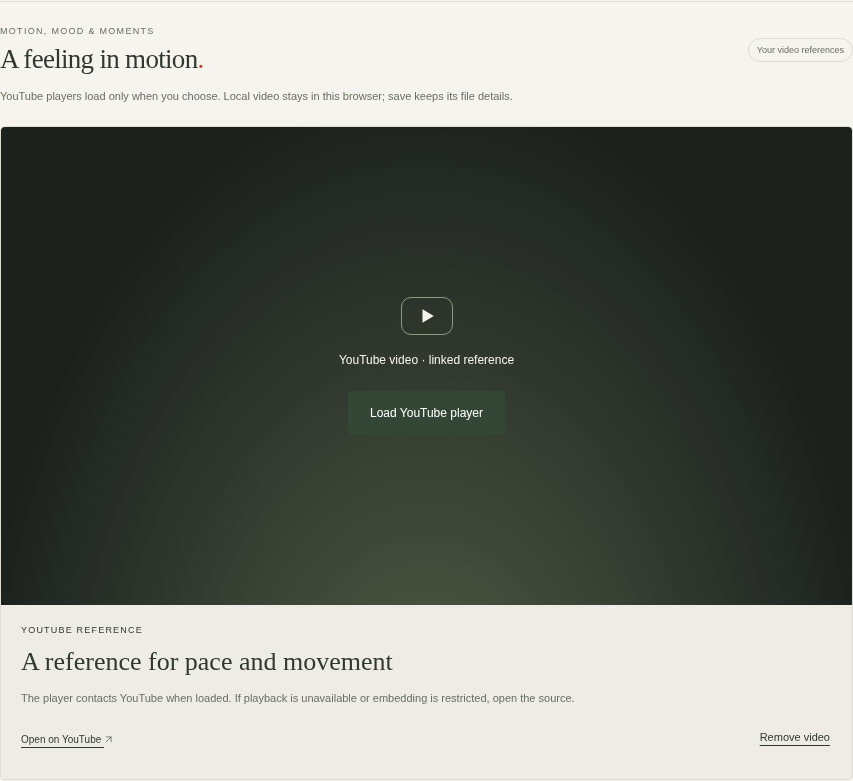 MOTION, MOOD & MOMENTS
A feeling in motion.
Your video references
YouTube players load only when you choose. Local video stays in this browser; save keeps its file details.
YouTube video · linked reference
Load YouTube player
YOUTUBE REFERENCE
A reference for pace and movement
The player contacts YouTube when loaded. If playback is unavailable or embedding is restricted, open the source.
Open on YouTube ↗
Remove video